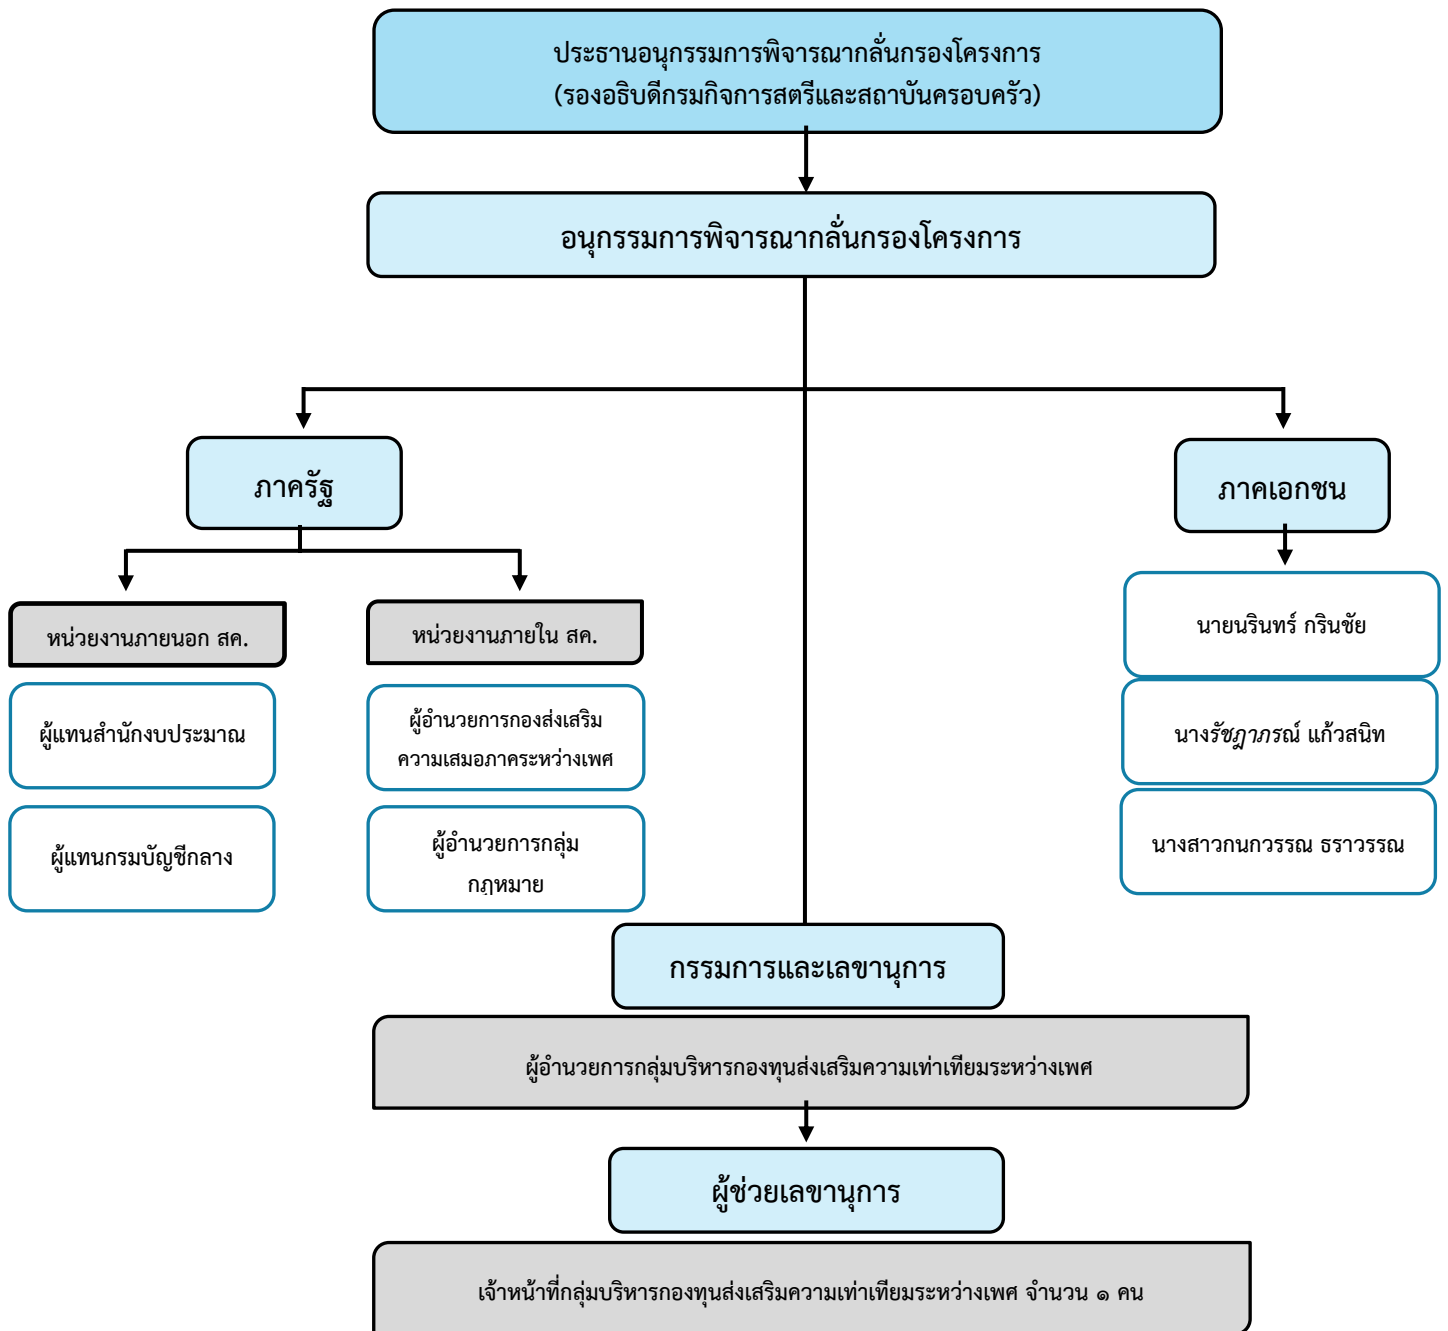 ประธานอนุกรรมการพิจารณากลั่นกรองโครงการ
(รองอธิบดีกรมกิจการสตรีและสถาบันครอบครัว)
อนุกรรมการพิจารณากลั่นกรองโครงการ
ภาครัฐ
ภาคเอกชน
หน่วยงานภายนอก สค.
หน่วยงานภายใน สค.
ผู้แทนสำนักงบประมาณ
ผู้แทนกรมบัญชีกลาง
ผู้อำนวยการกองส่งเสริม
ความเสมอภาคระหว่างเพศ
ผู้อำนวยการกลุ่ม
กฎหมาย
นายนรินทร์ กรินชัย
นางรัชฎาภรณ์ แก้วสนิท
นางสาวกนกวรรณ ธราวรรณ
กรรมการและเลขานุการ
ผู้อำนวยการกลุ่มบริหารกองทุนส่งเสริมความเท่าเทียมระหว่างเพศ
ผู้ช่วยเลขานุการ
เจ้าหน้าที่กลุ่มบริหารกองทุนส่งเสริมความเท่าเทียมระหว่างเพศ จำนวน ๑ คน